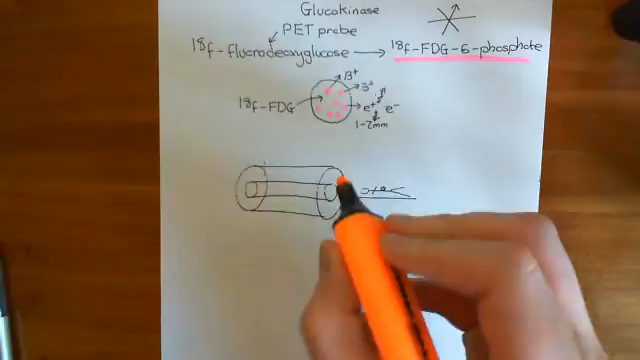 Glucokinase
PET probe
18f-fluorodeoxyglucose → 18f-FDG-6-phosphate
β+
β+
18f-FDG → e+ e-
1-2mm